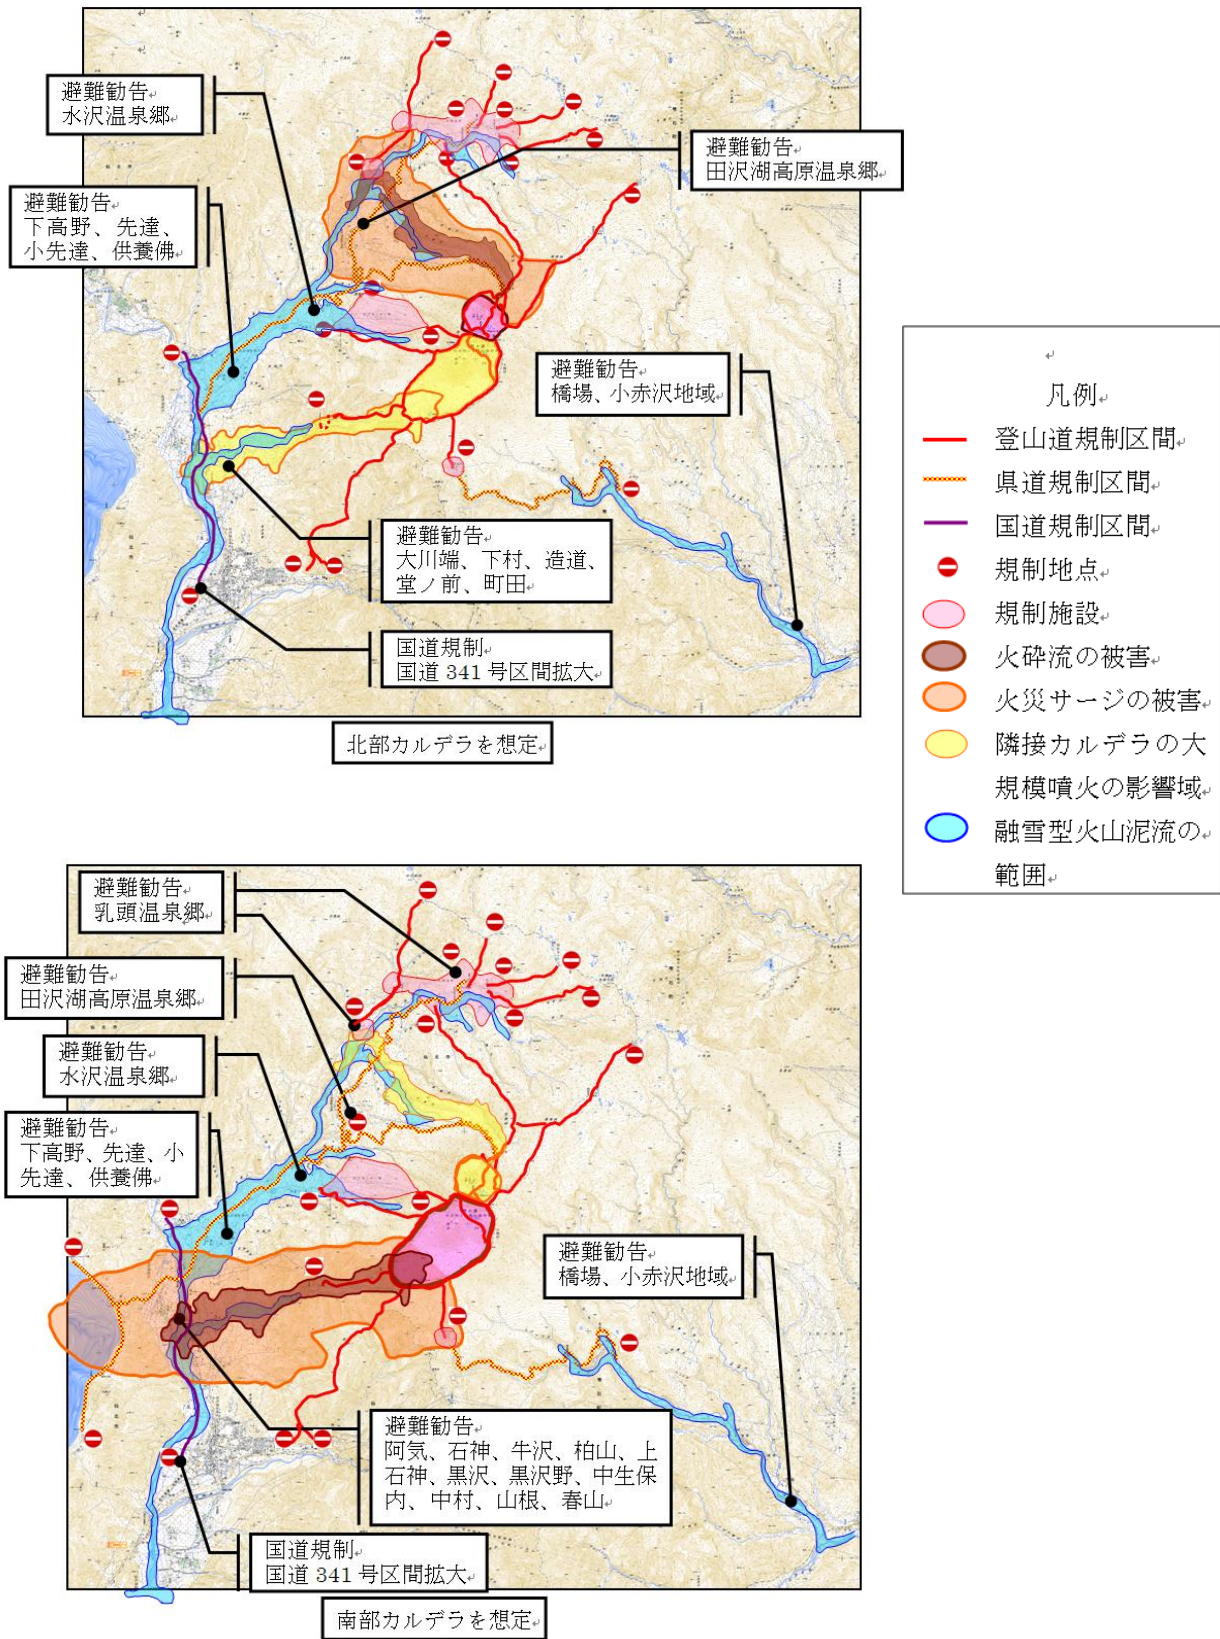 避難勧告
水沢温泉郷
避難勧告
田沢湖高原温泉郷
避難勧告
下高野、先達、
小先達、供養佛
避難勧告
橋場、小赤沢地域
避難勧告
大川端、下村、造道、
堂ノ前、町田
国道規制
国道 341 号区間拡大
北部カルデラを想定
凡例
登山道規制区間
県道規制区間
国道規制区間
規制地点
規制施設
火砕流の被害
火災サージの被害
隣接カルデラの大
規模噴火の影響域
融雪型火山泥流の
範囲
避難勧告
乳頭温泉郷
避難勧告
田沢湖高原温泉郷
避難勧告
水沢温泉郷
避難勧告
下高野、先達、小
先達、供養佛
避難勧告
橋場、小赤沢地域
避難勧告
阿気、石神、牛沢、柏山、上
石神、黒沢、黒沢野、中生保
内、中村、山根、春山
国道規制
国道 341 号区間拡大
南部カルデラを想定